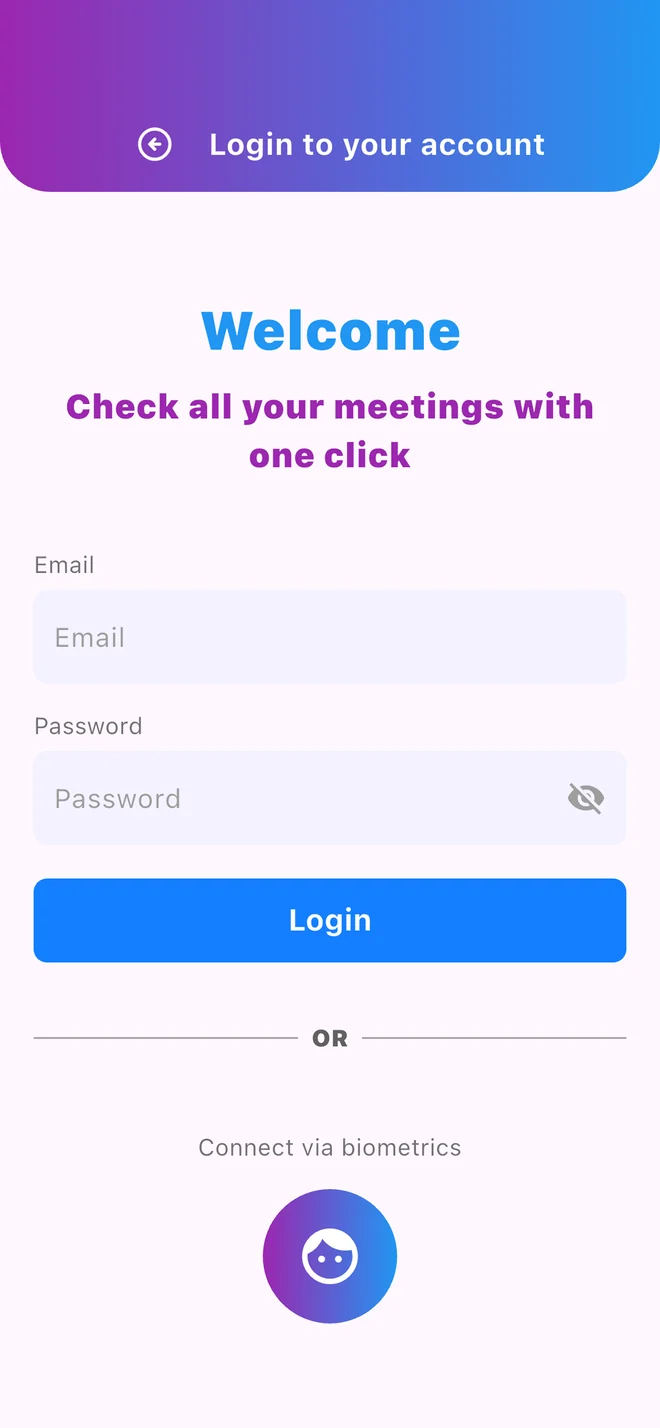 Login to your account
Welcome
Check all your meetings with
one click
Email
Email
Password
Password
Login
OR
Connect via biometrics